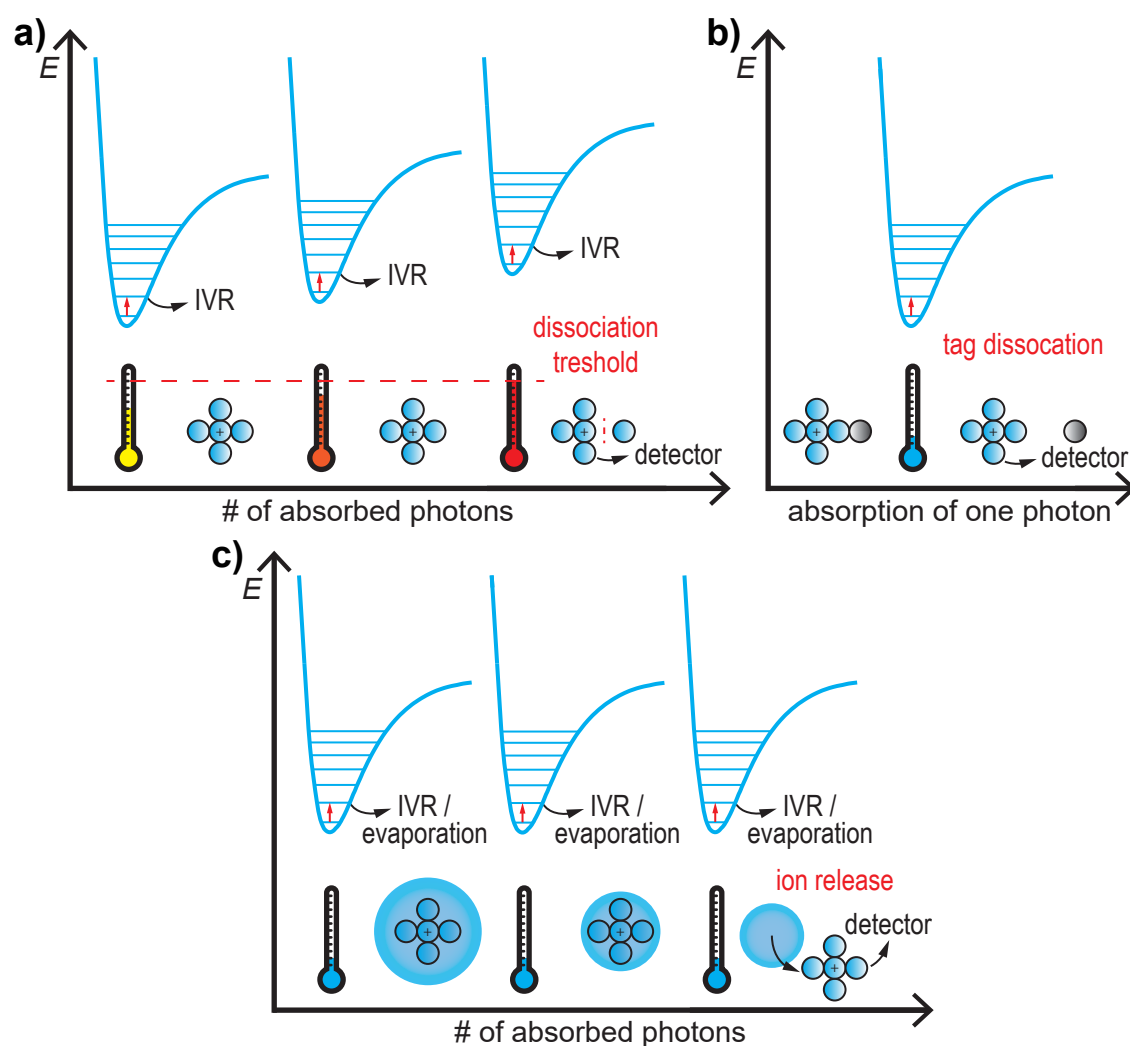 a)
E
IVR
IVR
IVR
dissociation
treshold
+
+
+
detector
# of absorbed photons
b)
E
tag dissocation
+
+
detector
absorption of one photon
c)
E
IVR /
evaporation
IVR /
evaporation
IVR /
evaporation
ion release
detector
+
+
+
# of absorbed photons